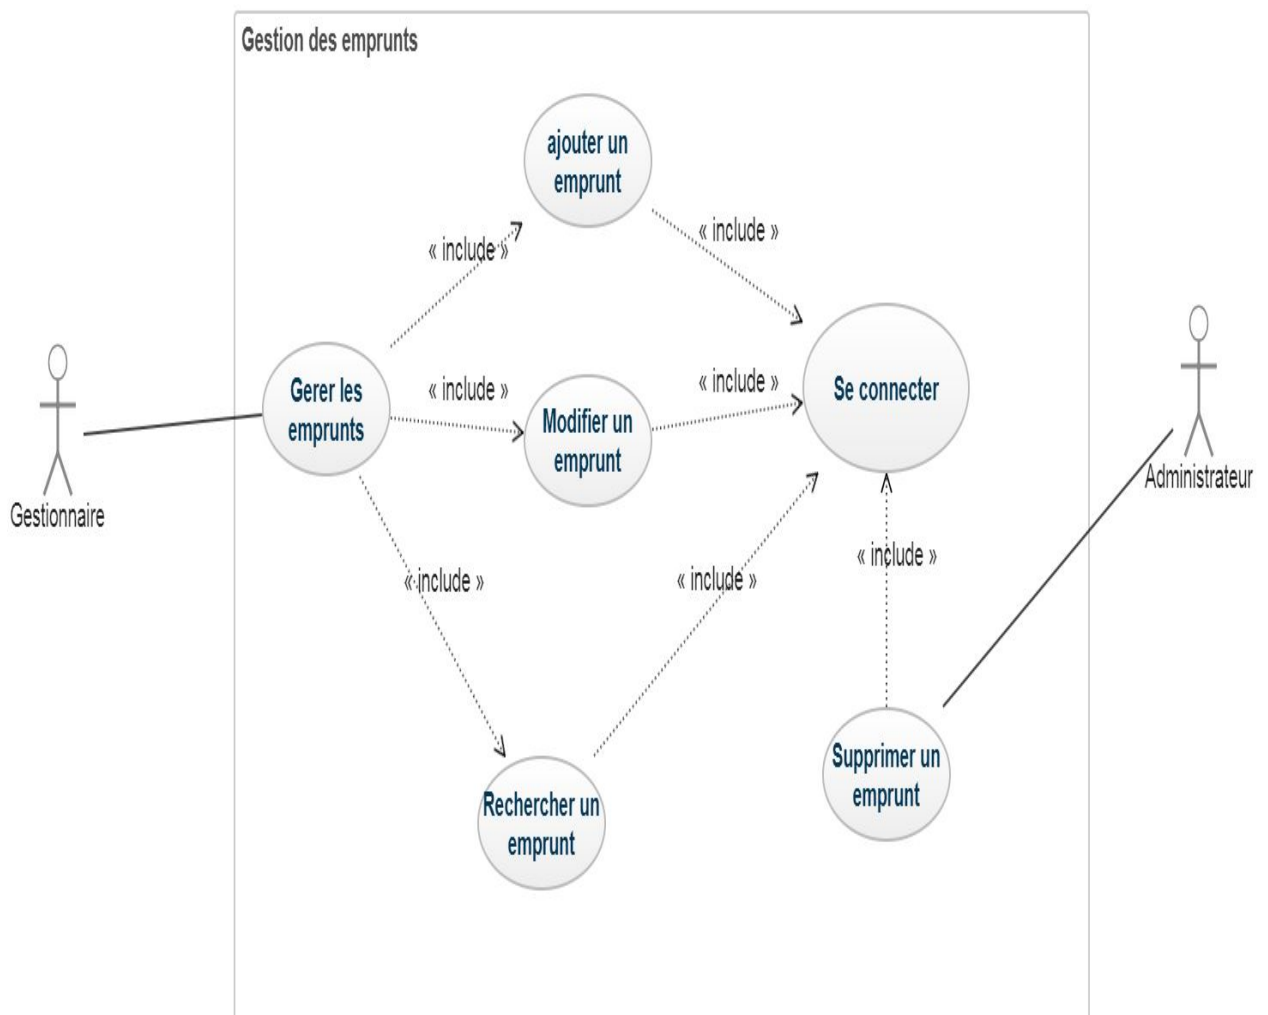 Gestion des emprunts
ajouter un
emprunt
« include »
« include »
Gerer les
emprunts
« include »
Modifier un
emprunt
« include »
Se connecter
Gestionnaire
Administrateur
« include »
« include »
« include »
Rechercher un
emprunt
Supprimer un
emprunt